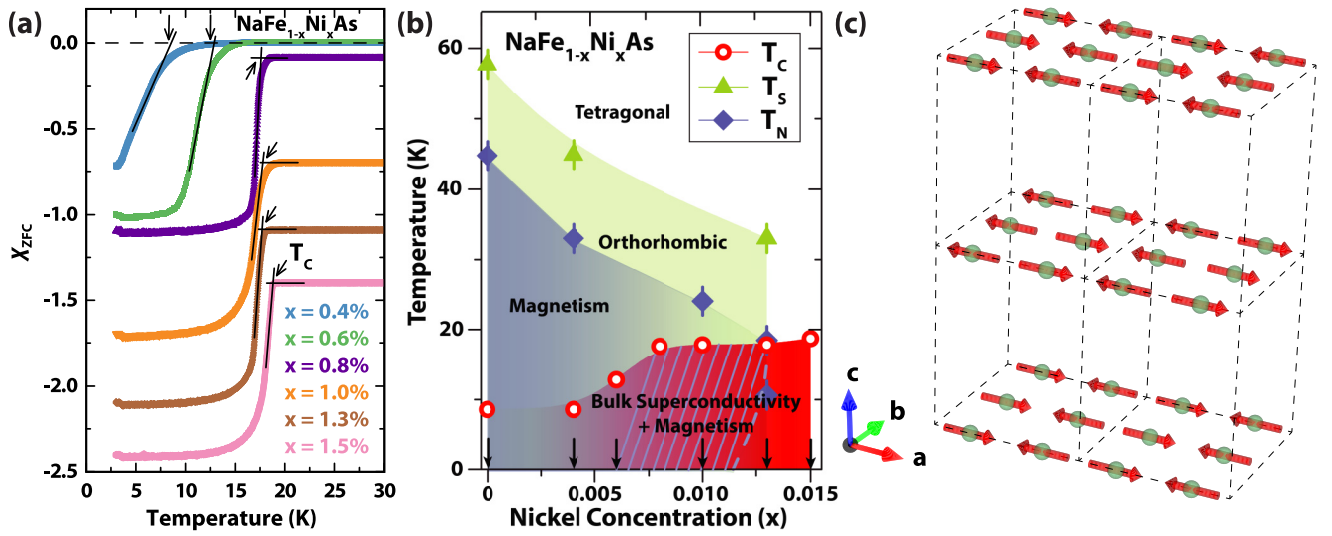 (a)
NaFe1-xNixAs
0.0
-0.5
-1.0
-1.5
-2.0
-2.5
χZFC
TC
x = 0.4%
x = 0.6%
x = 0.8%
x = 1.0%
x = 1.3%
x = 1.5%
0 5 10 15 20 25 30
Temperature (K)
(b)
NaFe1-xNixAs
TC
TS
TN
Tetragonal
Orthorhombic
Magnetism
Bulk Superconductivity
+ Magnetism
60
40
20
0
Temperature (K)
0 0.005 0.010 0.015
Nickel Concentration (x)
(c)
c
b
a